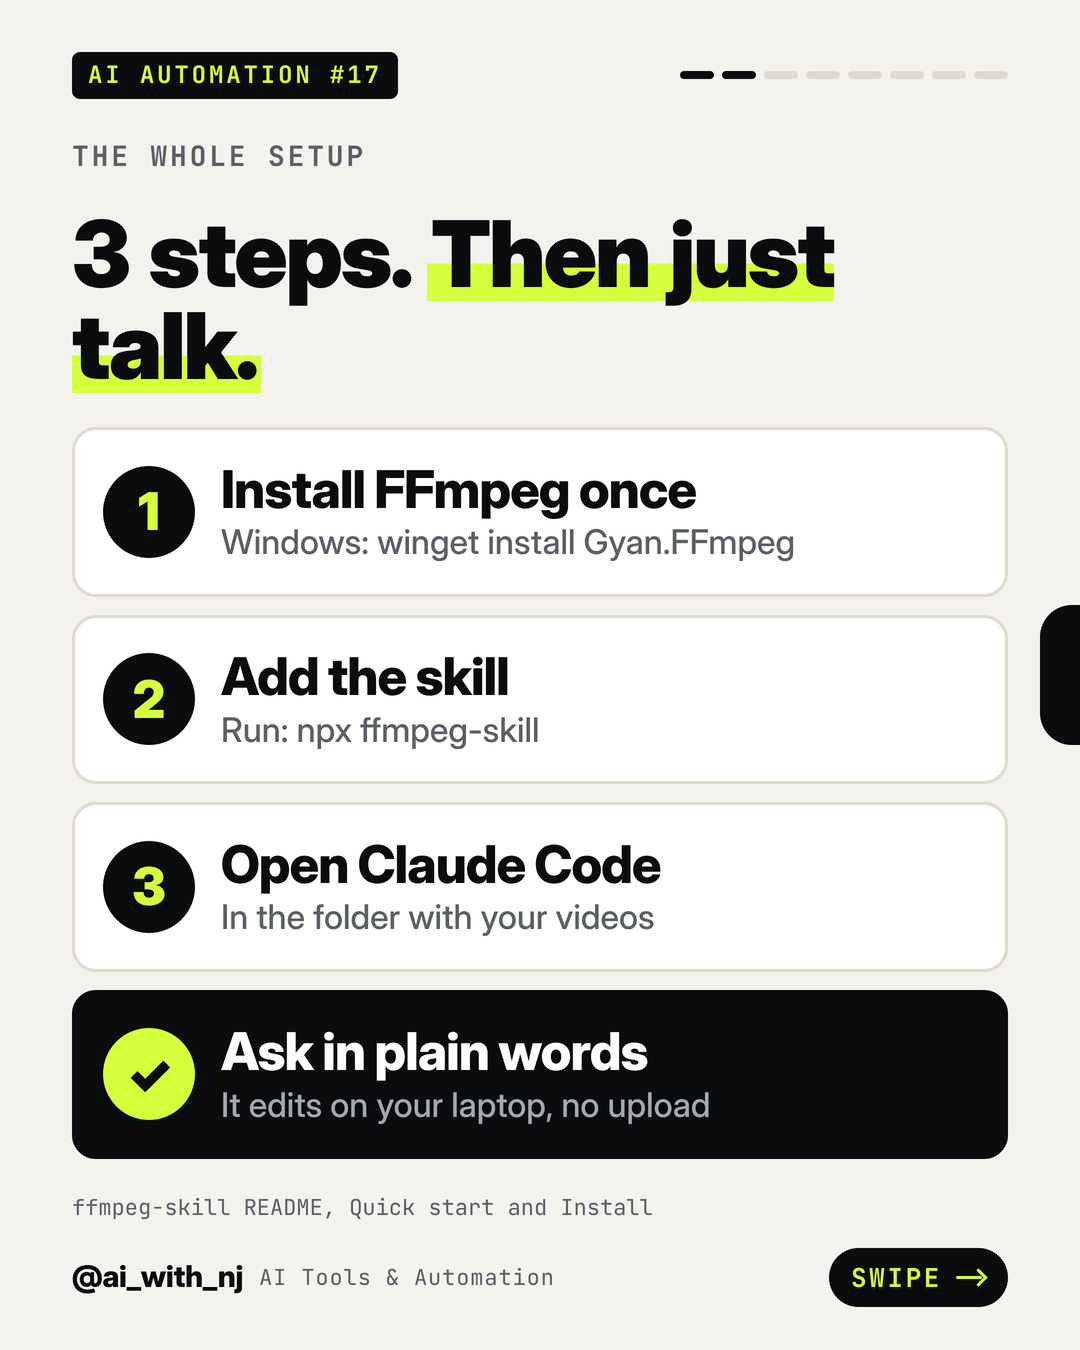 AI AUTOMATION #17
THE WHOLE SETUP
3 steps. Then just
talk.
1
Install FFmpeg once
Windows: winget install Gyan.FFmpeg
2
Add the skill
Run: npx ffmpeg-skill
3
Open Claude Code
In the folder with your videos
Ask in plain words
It edits on your laptop, no upload
ffmpeg-skill README, Quick start and Install
@ai_with_nj AI Tools & Automation
SWIPE →